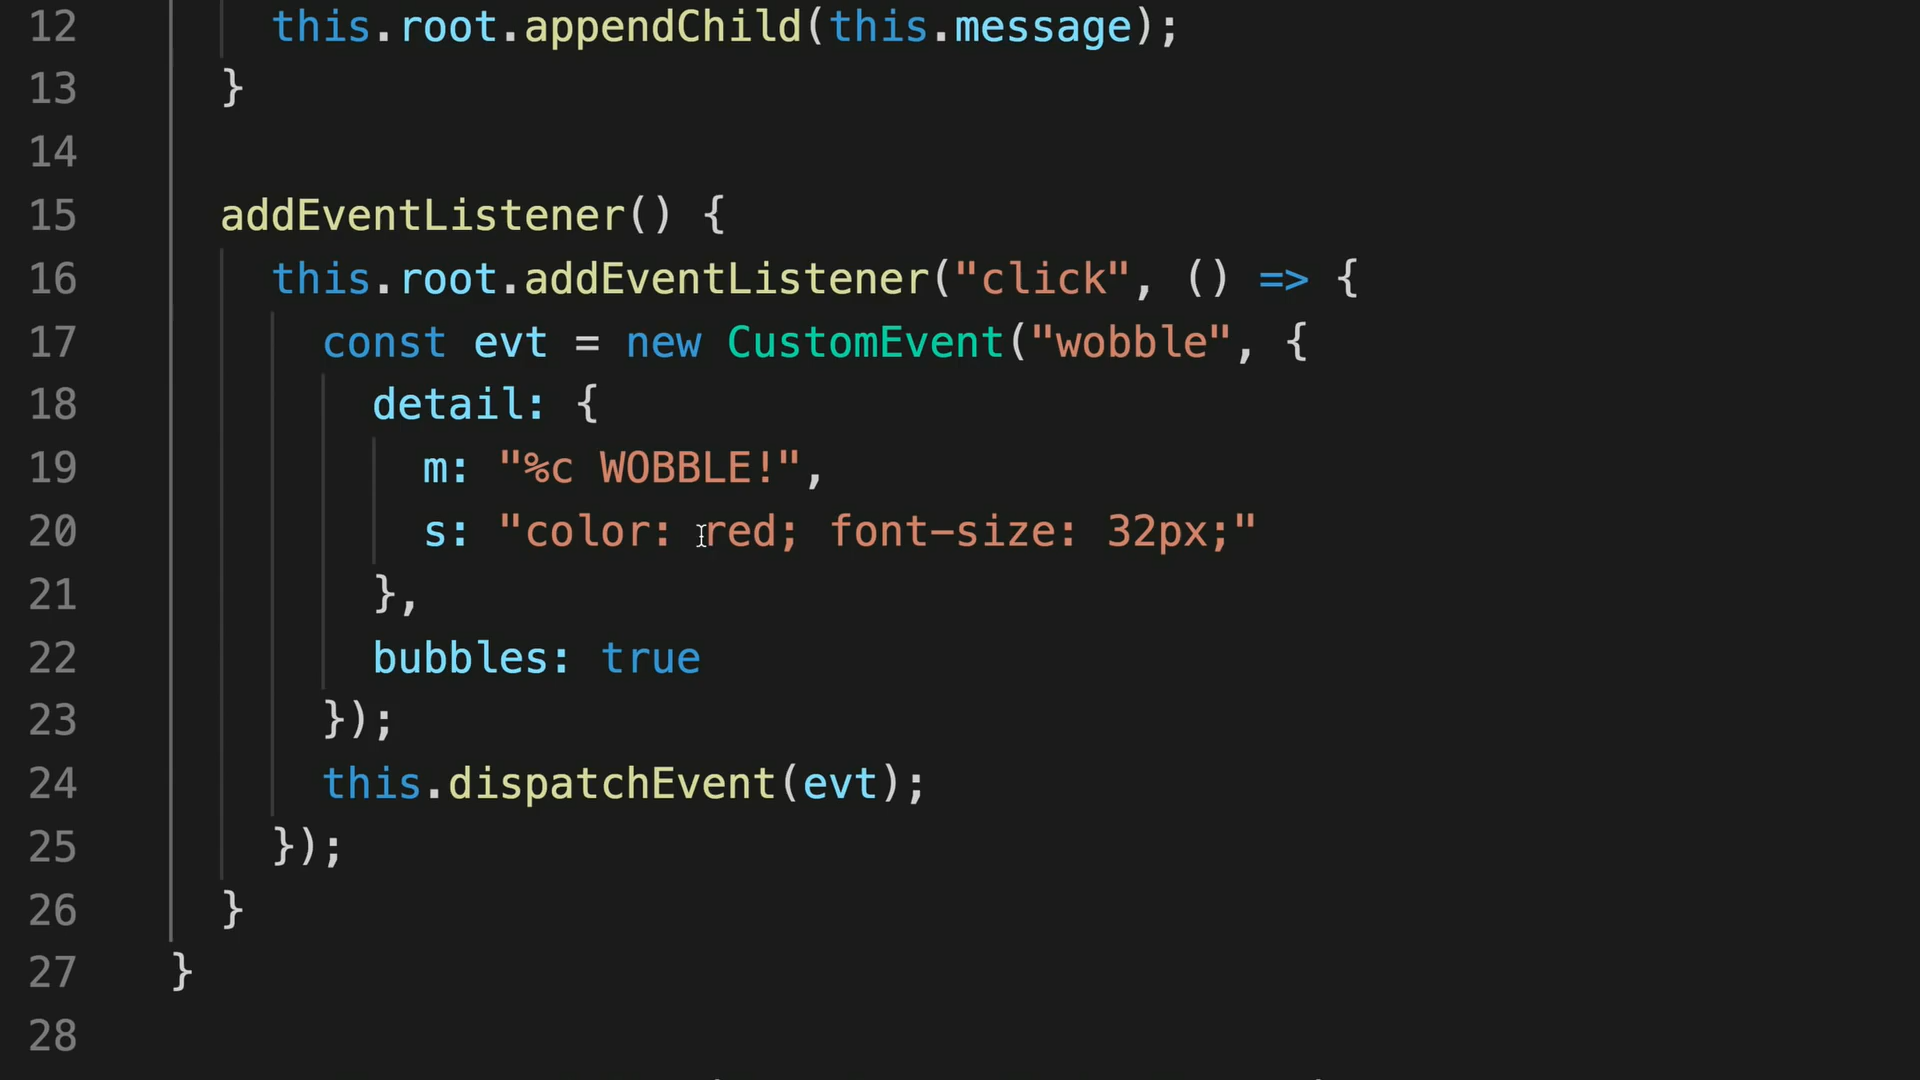 12 this.root.appendChild(this.message);
13 }
14
15 addEventListener() {
16 this.root.addEventListener("click", () => {
17 const evt = new CustomEvent("wobble", {
18 detail: {
19 m: "%c WOBBLE!",
20 s: "color: red; font-size: 32px;"
21 },
22 bubbles: true
23 });
24 this.dispatchEvent(evt);
25 });
26 }
27 }
28